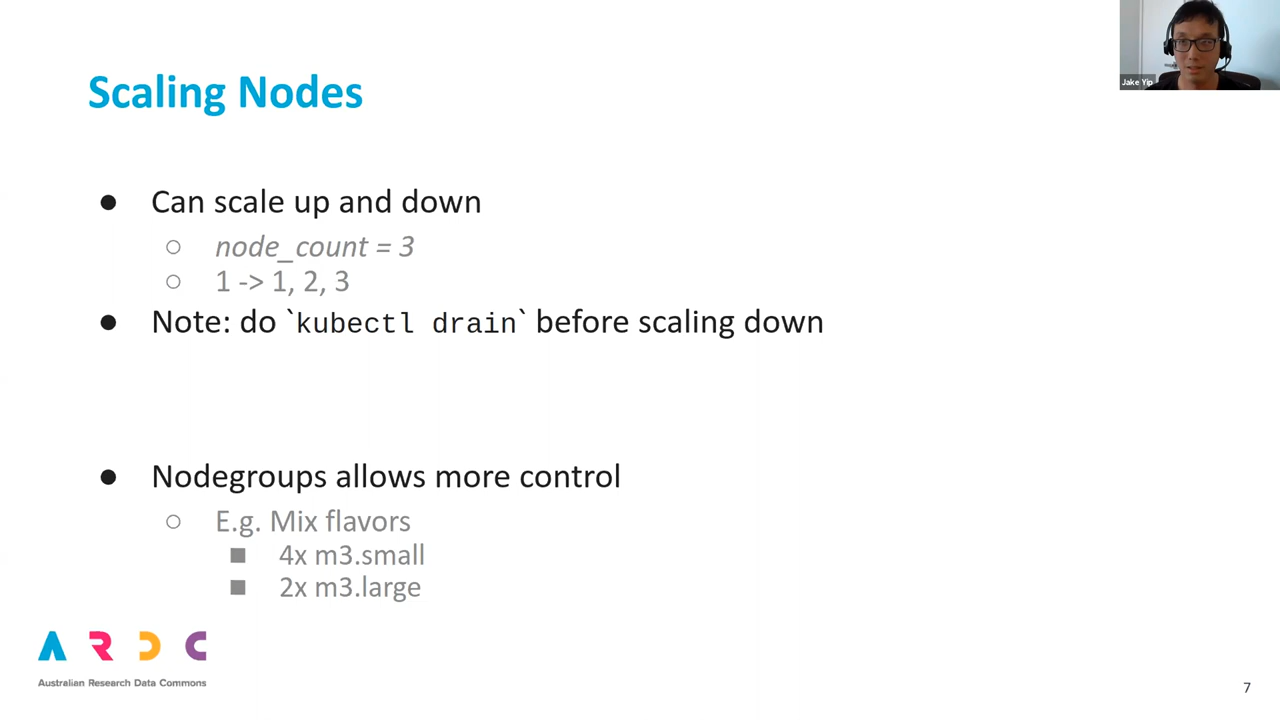 Jake Yip
Scaling Nodes
● Can scale up and down
○ node_count = 3
○ 1 -> 1, 2, 3
● Note: do `kubectl drain` before scaling down
● Nodegroups allows more control
○ E.g. Mix flavors
■ 4x m3.small
■ 2x m3.large
ARDC
Australian Research Data Commons
7